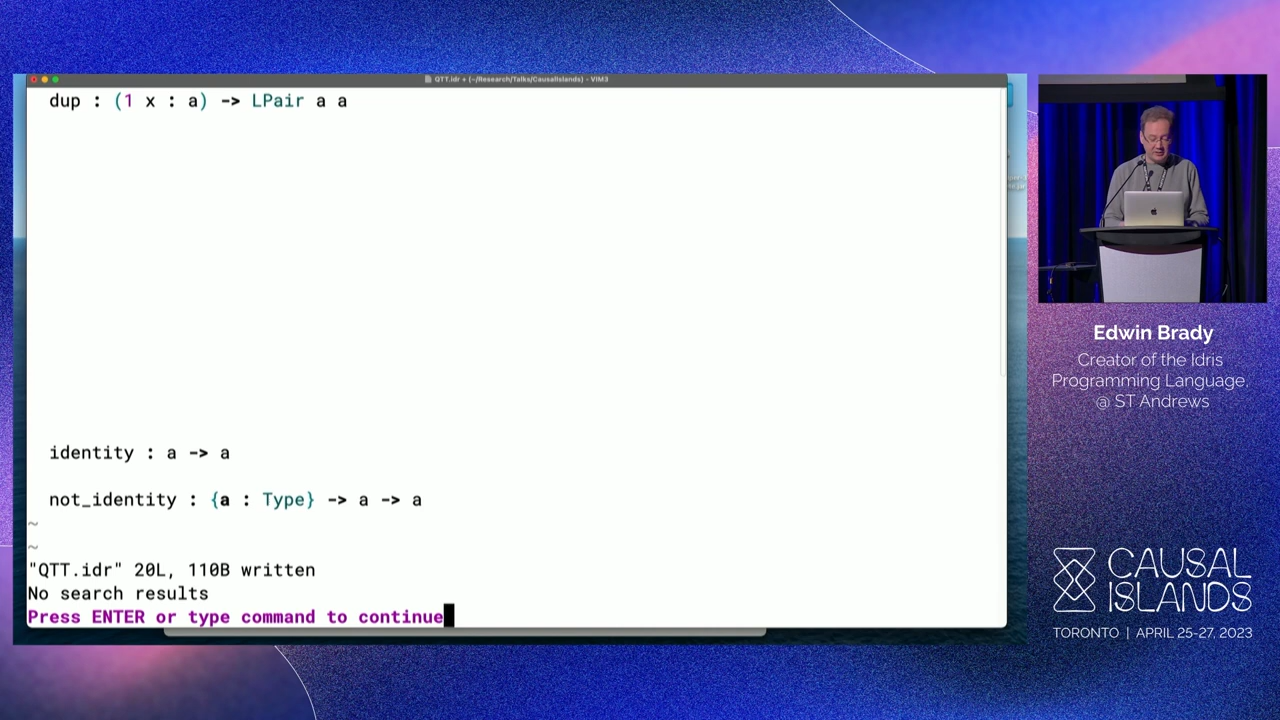 QTT.idr + (~/Research/Talks/CausalIslands) - VIM3
dup : (1 x : a) -> LPair a a
identity : a -> a
not_identity : {a : Type} -> a -> a
~
~
"QTT.idr" 20L, 110B written
No search results
Press ENTER or type command to continue
Edwin Brady
Creator of the Idris
Programming Language,
@ ST Andrews
CAUSAL
ISLANDS
TORONTO | APRIL 25-27, 2023